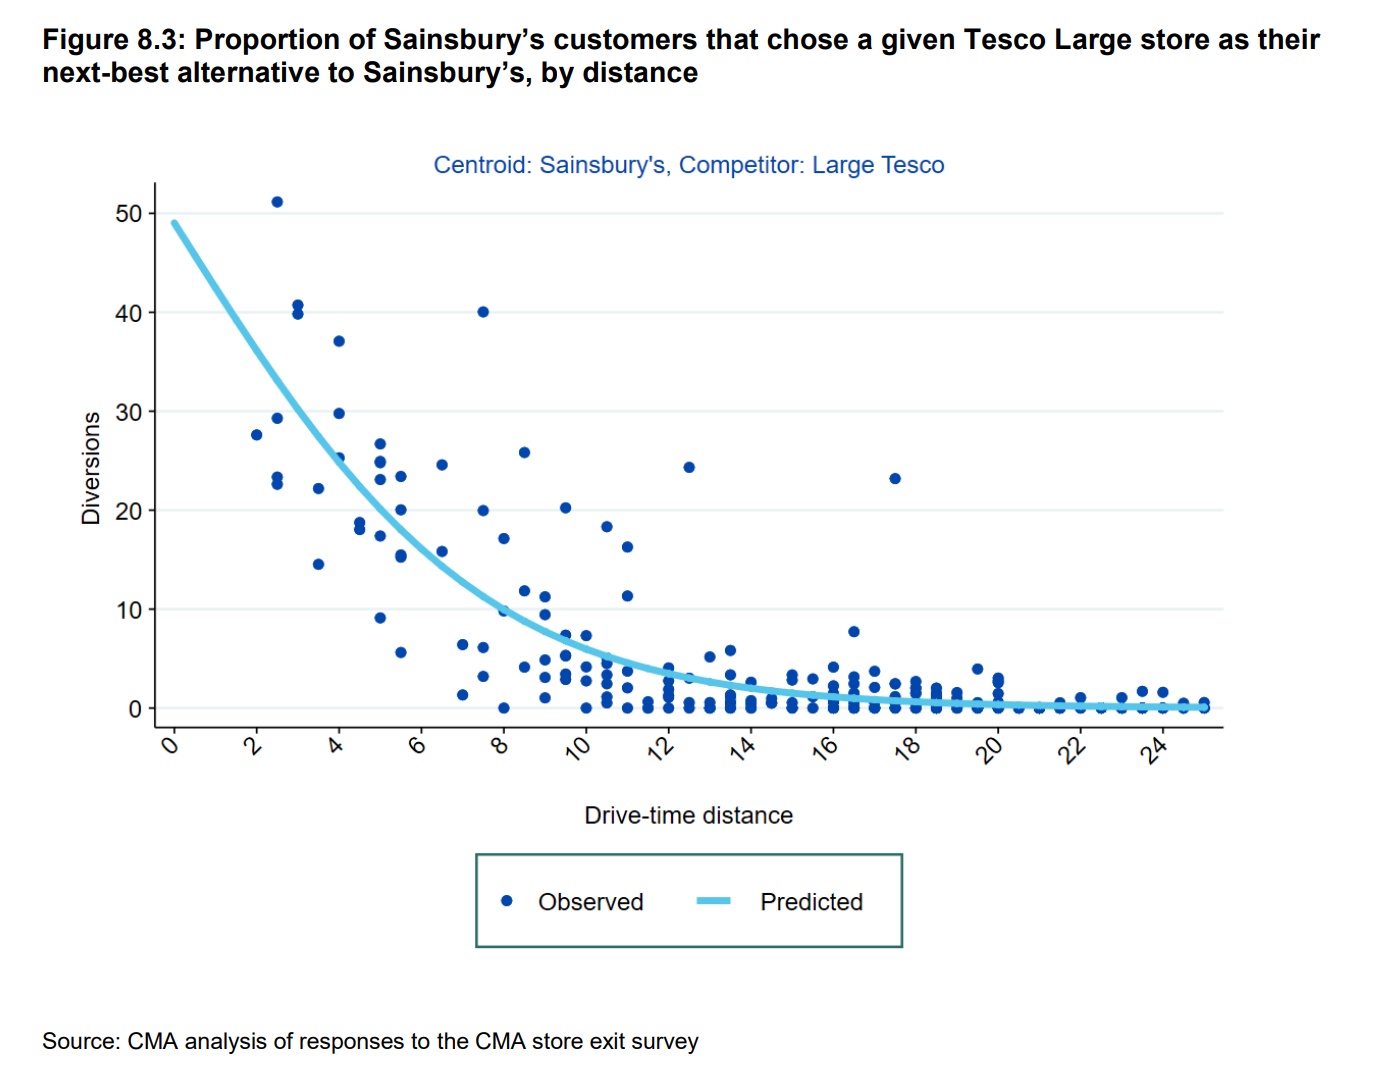 Figure 8.3: Proportion of Sainsbury’s customers that chose a given Tesco Large store as their
next-best alternative to Sainsbury’s, by distance
Centroid: Sainsbury's, Competitor: Large Tesco
50
40
30
20
10
0
Diversions
0 2 4 6 8 10 12 14 16 18 20 22 24
Drive-time distance
Observed Predicted
Source: CMA analysis of responses to the CMA store exit survey